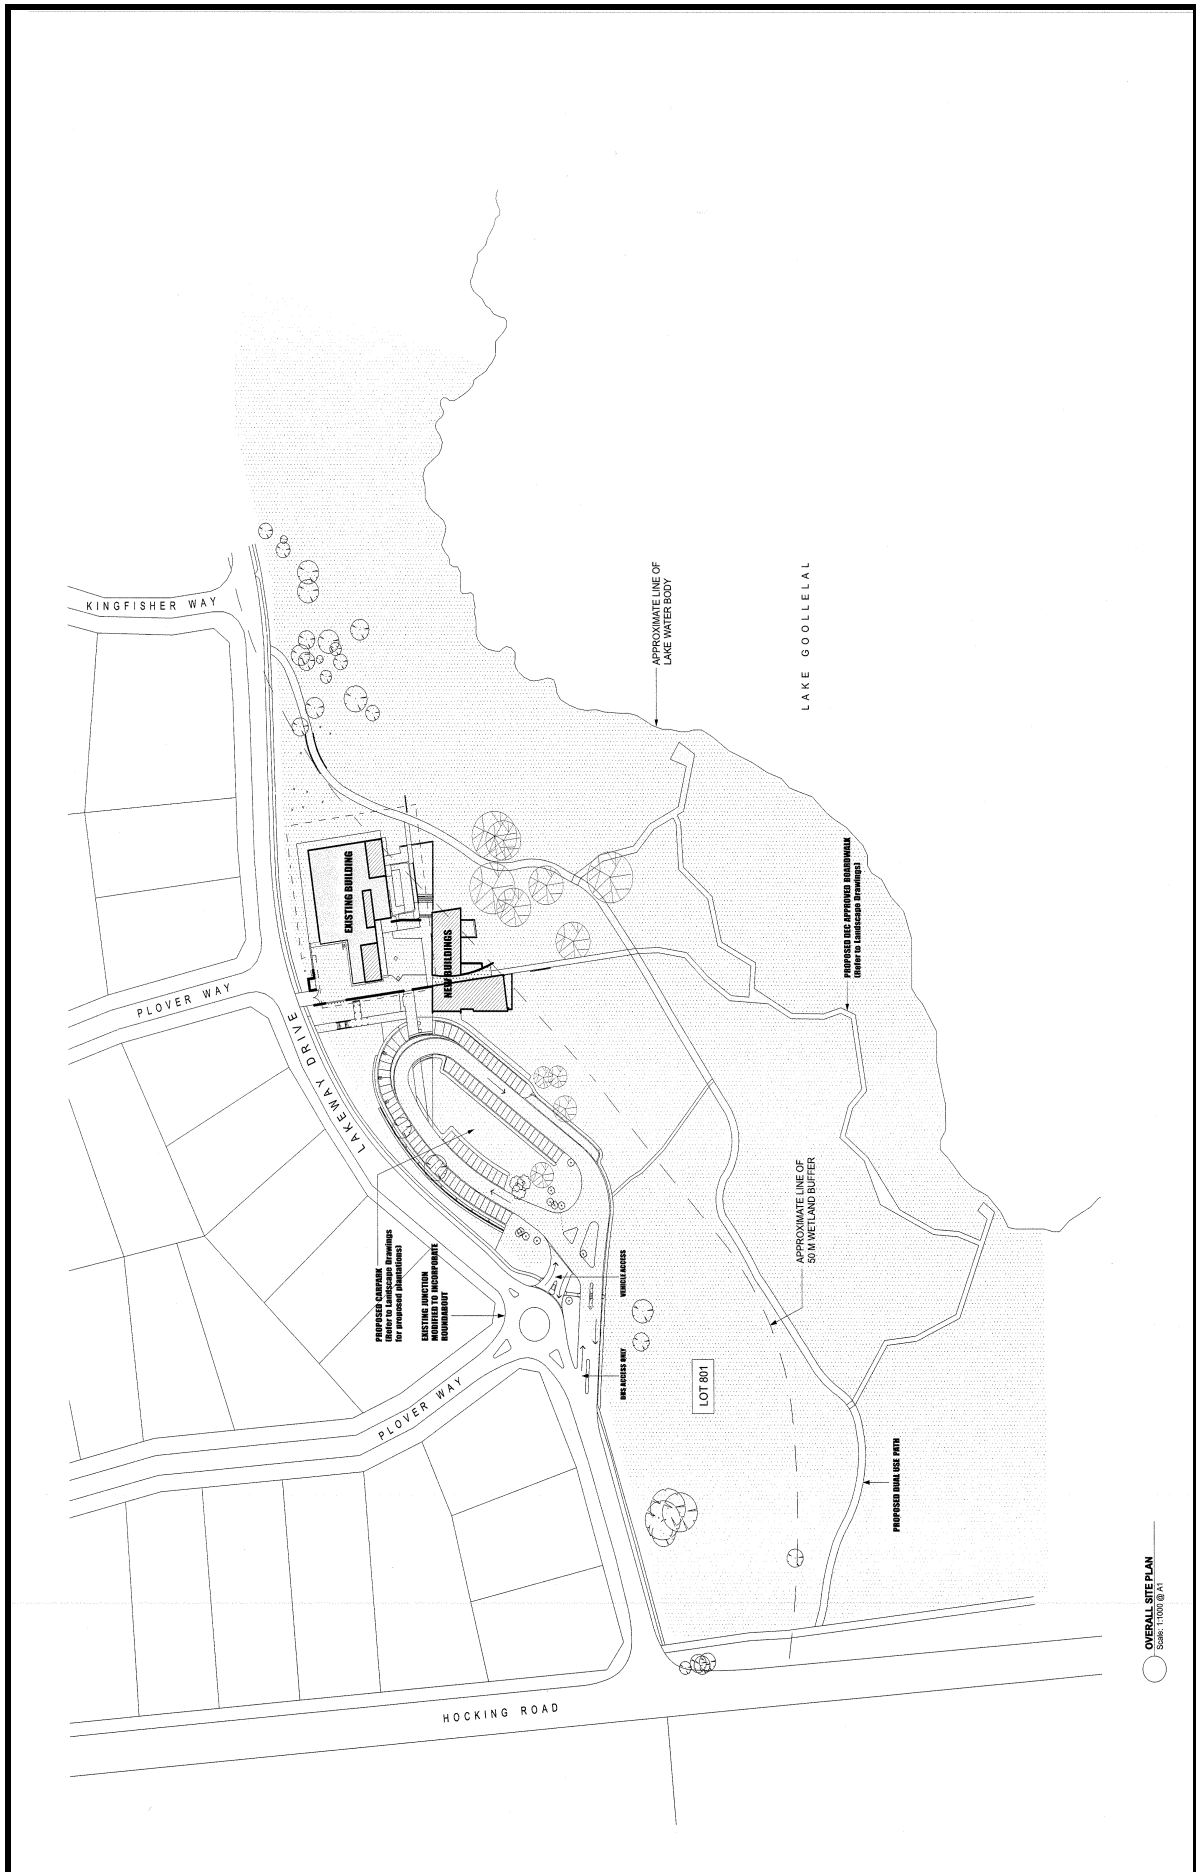 KINGFISHER WAY
PLOVER WAY
LAKEWAY DRIVE
EXISTING BUILDING
NEW BUILDINGS
APPROXIMATE LINE OF
LAKE WATER BODY
LAKE GOOLLELAL
PROPOSED DEC APPROVED BOARDWALK
(Refer to Landscape Drawings)
PROPOSED CARPARK
(Refer to Landscape Drawings
for proposed plantations)
EXISTING JUNCTION
MODIFIED TO INCORPORATE
ROUNDABOUT
VEHICLE ACCESS
BUS ACCESS ONLY
APPROXIMATE LINE OF
50 M WETLAND BUFFER
LOT 801
PLOVER WAY
PROPOSED DUAL USE PATH
HOCKING ROAD
OVERALL SITE PLAN
Scale: 1:1000 @ A1